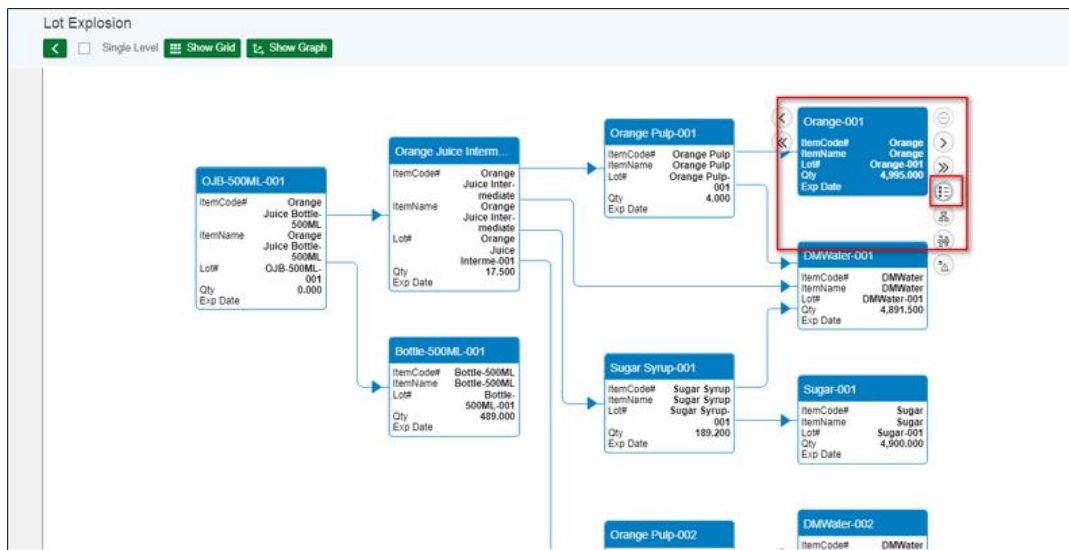 Lot Explosion
Single Level Show Grid Show Graph
OJB-500ML-001
ItemCode# Orange
Juice Bottle-
500ML
ItemName Orange
Juice Bottle-
500ML
Lot# OJB-500ML-
001
Qty 0.000
Exp Date
Orange Juice Interm...
ItemCode# Orange
Juice Inter-
mediate
ItemName Orange
Juice Inter-
mediate
Lot# Orange
Juice
Interme-001
Qty 17.500
Exp Date
Bottle-500ML-001
ItemCode# Bottle-500ML
ItemName Bottle-500ML
Lot# Bottle-
500ML-001
Qty 489.000
Exp Date
Orange Pulp-001
ItemCode# Orange Pulp
ItemName Orange Pulp
Lot# Orange Pulp-
001
Qty 4.000
Exp Date
Sugar Syrup-001
ItemCode# Sugar Syrup
ItemName Sugar Syrup
Lot# Sugar Syrup-
001
Qty 189.200
Exp Date
Orange Pulp-002
Orange-001
ItemCode# Orange
ItemName Orange
Lot# Orange-001
Qty 4,995.000
Exp Date
DMWater-001
ItemCode# DMWater
ItemName DMWater
Lot# DMWater-001
Qty 4,891.500
Exp Date
Sugar-001
ItemCode# Sugar
ItemName Sugar
Lot# Sugar-001
Qty 4,900.000
Exp Date
DMWater-002
ItemCode# DMWater